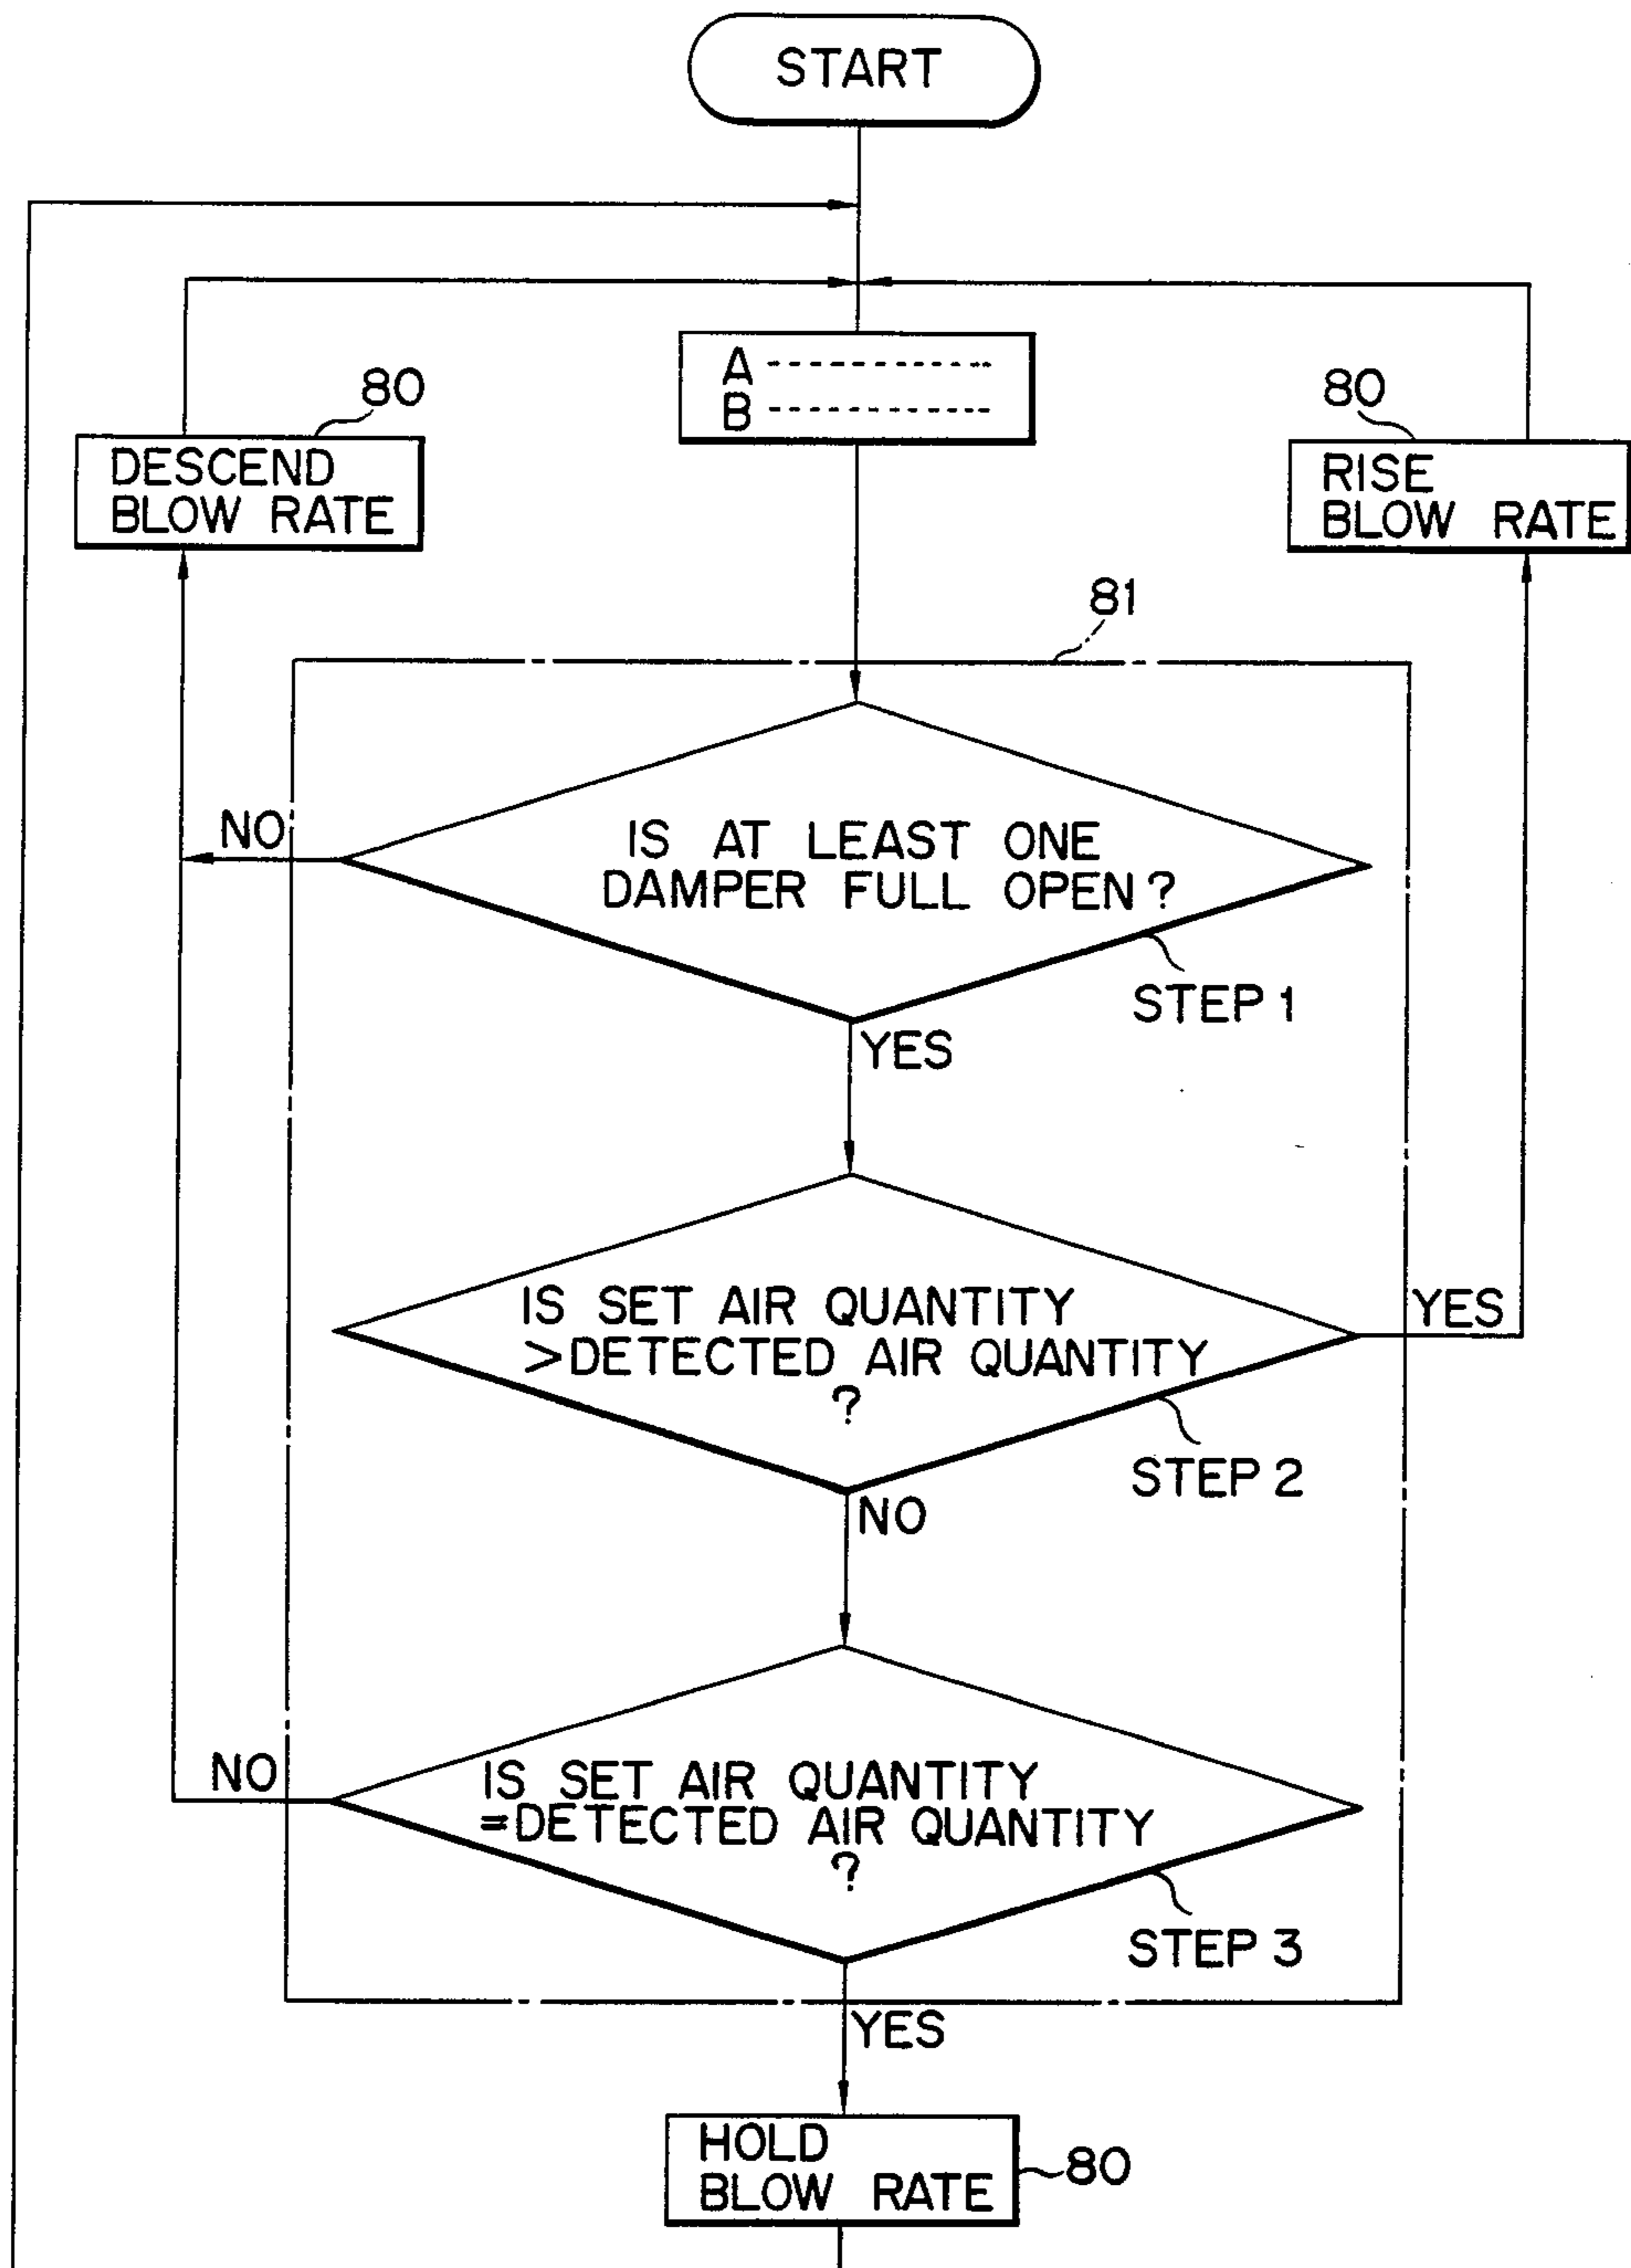 START
A
B
80
DESCEND
BLOW RATE
80
RISE
BLOW RATE
81
NO
IS AT LEAST ONE
DAMPER FULL OPEN?
STEP 1
YES
IS SET AIR QUANTITY
>DETECTED AIR QUANTITY
?
YES
STEP 2
NO
NO
IS SET AIR QUANTITY
=DETECTED AIR QUANTITY
?
STEP 3
YES
HOLD
BLOW RATE
80